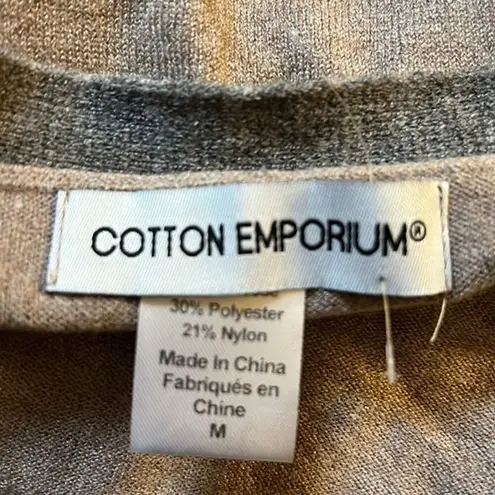 COTTON EMPORIUM®
30% Polyester
21% Nylon
Made In China
Fabriqués en
Chine
M